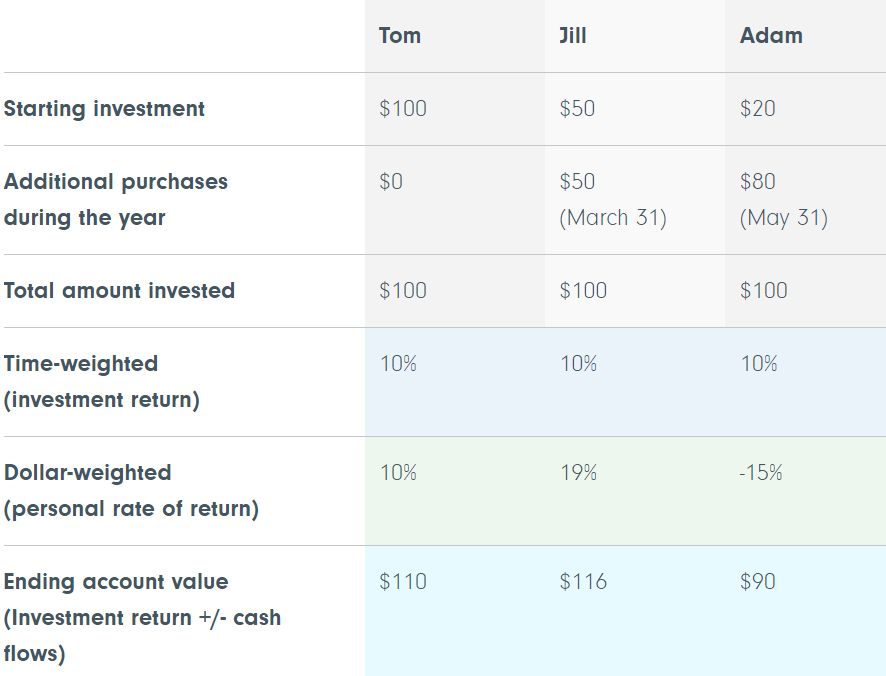 Tom Jill Adam
Starting investment $100 $50 $20
Additional purchases $0 $50 $80
during the year (March 31) (May 31)
Total amount invested $100 $100 $100
Time-weighted 10% 10% 10%
(investment return)
Dollar-weighted 10% 19% -15%
(personal rate of return)
Ending account value $110 $116 $90
(Investment return +/- cash
flows)